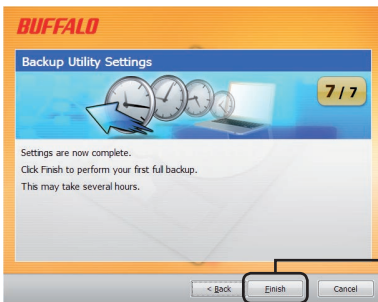 BUFFALO
Backup Utility Settings
7 / 7
Settings are now complete.
Click Finish to perform your first full backup.
This may take several hours.
< Back
Finish
Cancel